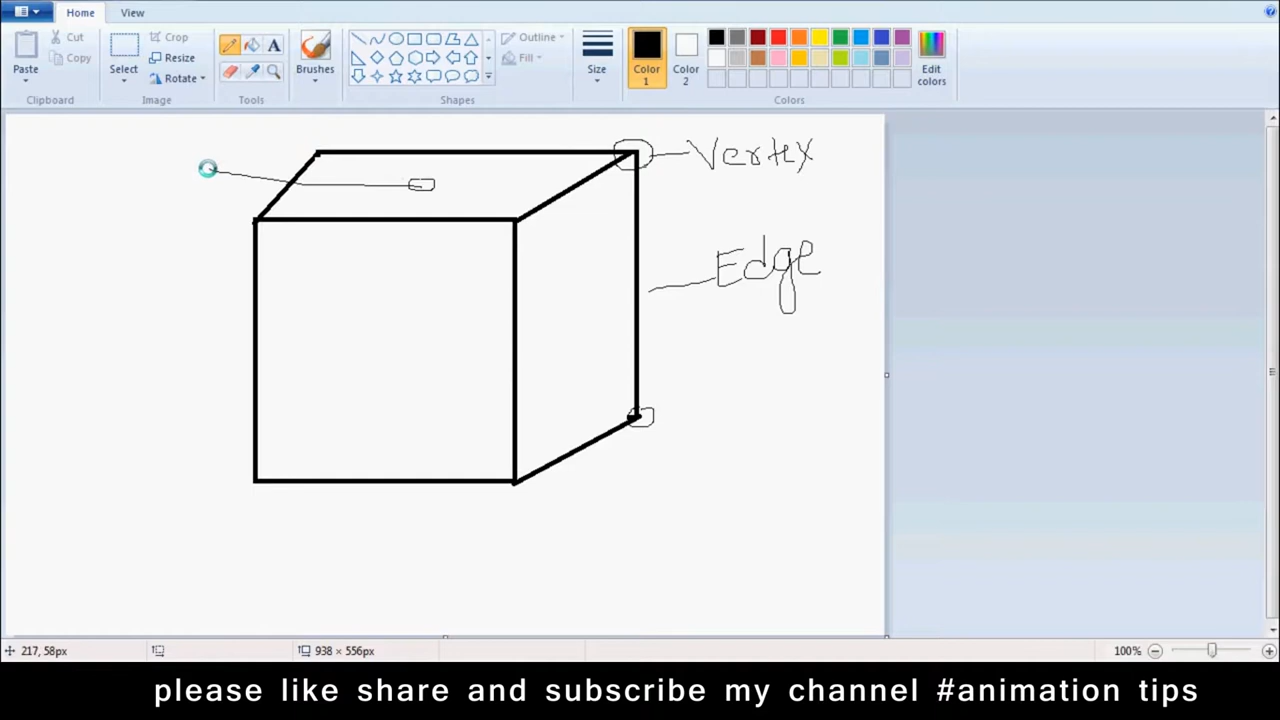 Home View
Cut
Copy
Paste
Clipboard
Select
Crop
Resize
Rotate
Image
A
Tools
Brushes
Outline
Fill
Shapes
Size
Color 1
Color 2
Edit colors
Colors
Vertex
Edge
217, 58px
938 × 556px
100%
please like share and subscribe my channel #animation tips